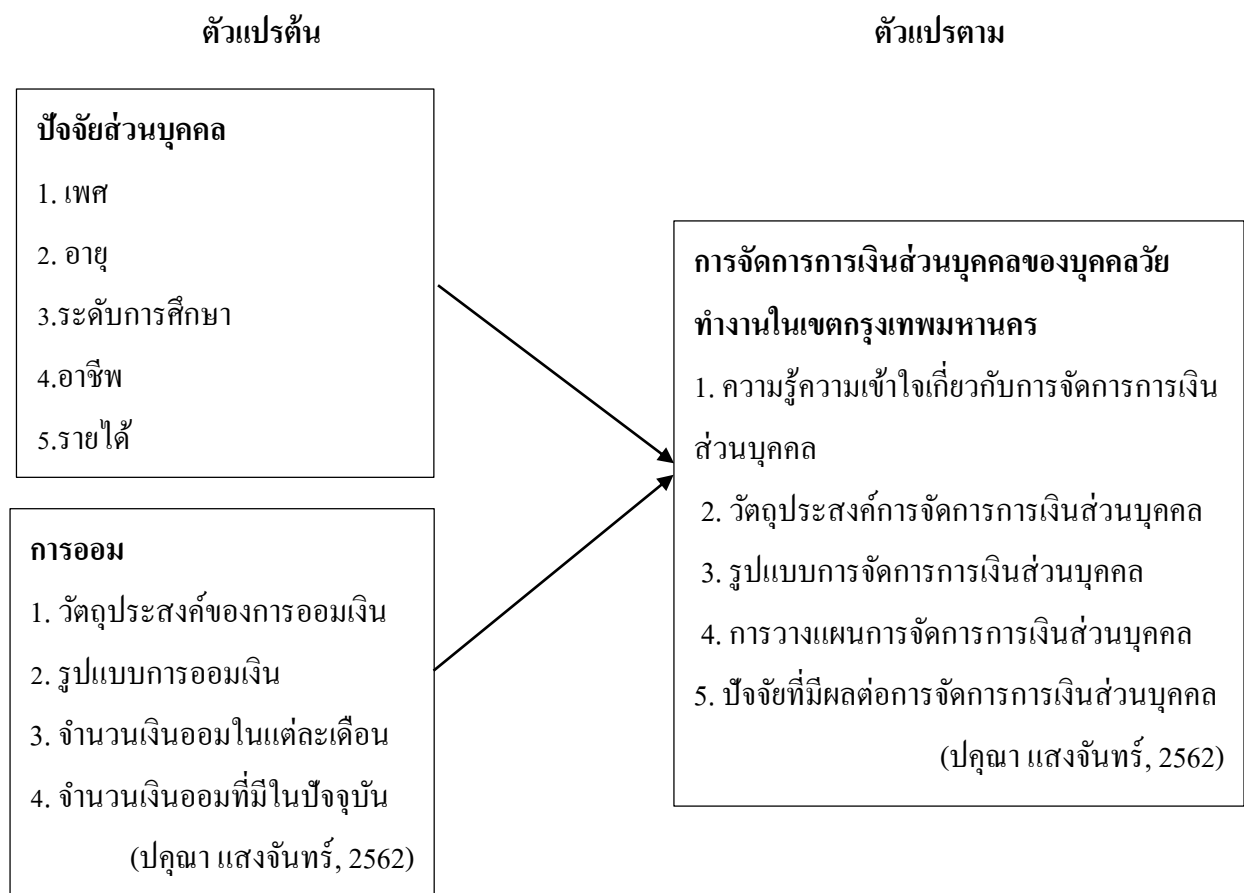 ตัวแปรต้น
ตัวแปรตาม
ปัจจัยส่วนบุคคล
1. เพศ
2. อายุ
3.ระดับการศึกษา
4.อาชีพ
5.รายได้
การออม
1. วัตถุประสงค์ของการออมเงิน
2. รูปแบบการออมเงิน
3. จำนวนเงินออมในแต่ละเดือน
4. จำนวนเงินออมที่มีในปัจจุบัน
(ปคุณา แสงจันทร์, 2562)
การจัดการการเงินส่วนบุคคลของบุคคลวัย
ทำงานในเขตกรุงเทพมหานคร
1. ความรู้ความเข้าใจเกี่ยวกับการจัดการการเงิน
ส่วนบุคคล
2. วัตถุประสงค์การจัดการการเงินส่วนบุคคล
3. รูปแบบการจัดการการเงินส่วนบุคคล
4. การวางแผนการจัดการการเงินส่วนบุคคล
5. ปัจจัยที่มีผลต่อการจัดการการเงินส่วนบุคคล
(ปคุณา แสงจันทร์, 2562)